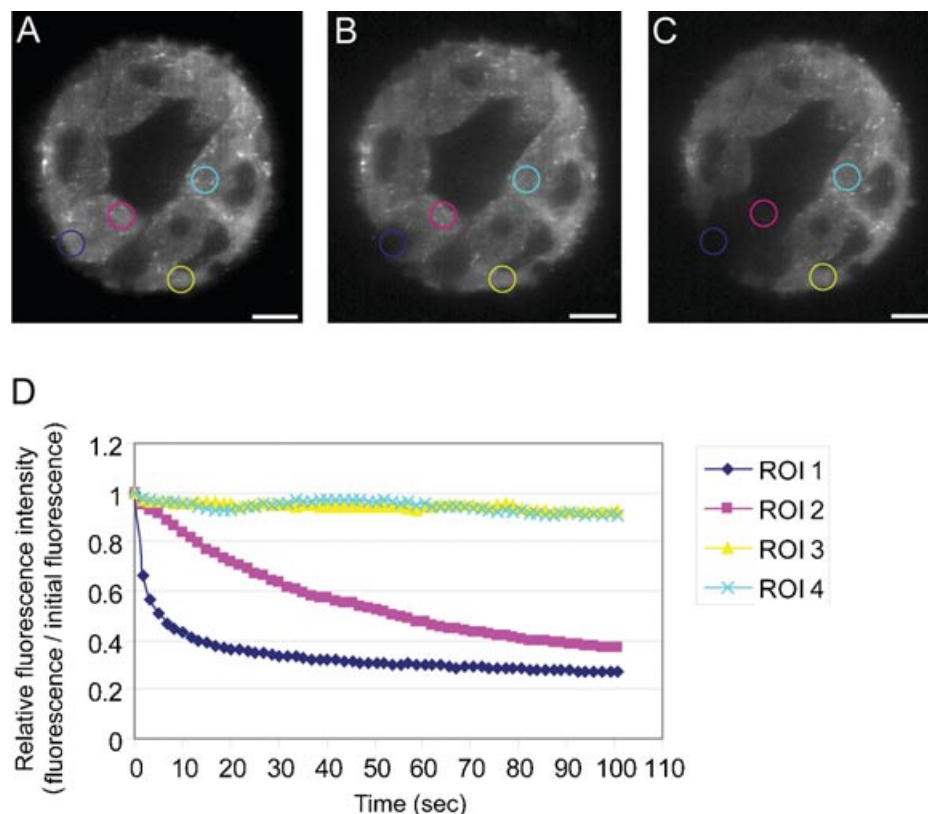 A
B
C
D
Relative fluorescence intensity
(fluorescence / initial fluorescence)
1.2
1
0.8
0.6
0.4
0.2
0
0 10 20 30 40 50 60 70 80 90 100 110
Time (sec)
ROI 1
ROI 2
ROI 3
ROI 4